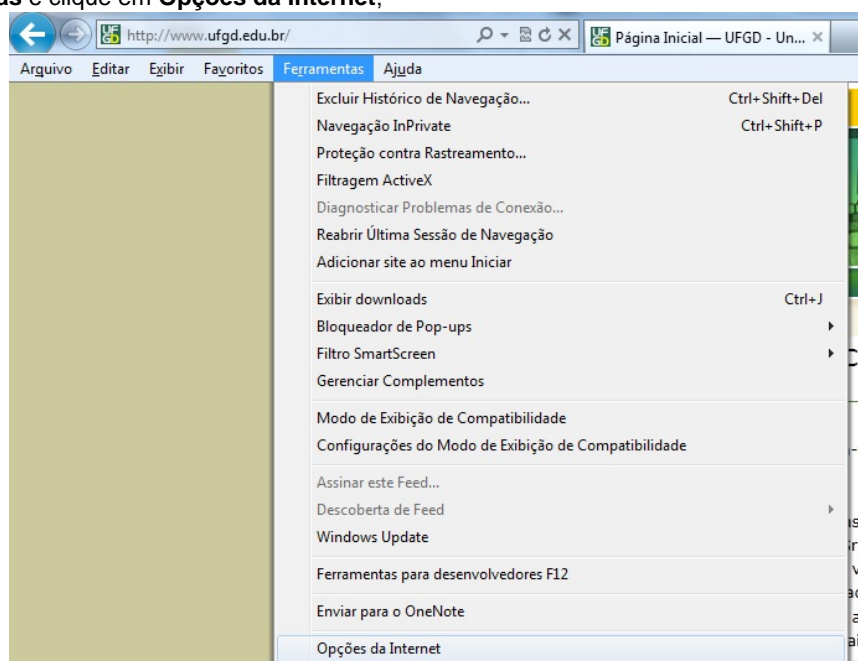 as e clique em Opções da Internet;
http://www.ufgd.edu.br/
Página Inicial — UFGD - Un...
Arquivo Editar Exibir Favoritos Ferramentas Ajuda
Excluir Histórico de Navegação... Ctrl+Shift+Del
Navegação InPrivate Ctrl+Shift+P
Proteção contra Rastreamento...
Filtragem ActiveX
Diagnosticar Problemas de Conexão...
Reabrir Última Sessão de Navegação
Adicionar site ao menu Iniciar
Exibir downloads Ctrl+J
Bloqueador de Pop-ups
Filtro SmartScreen
Gerenciar Complementos
Modo de Exibição de Compatibilidade
Configurações do Modo de Exibição de Compatibilidade
Assinar este Feed...
Descoberta de Feed
Windows Update
Ferramentas para desenvolvedores F12
Enviar para o OneNote
Opções da Internet